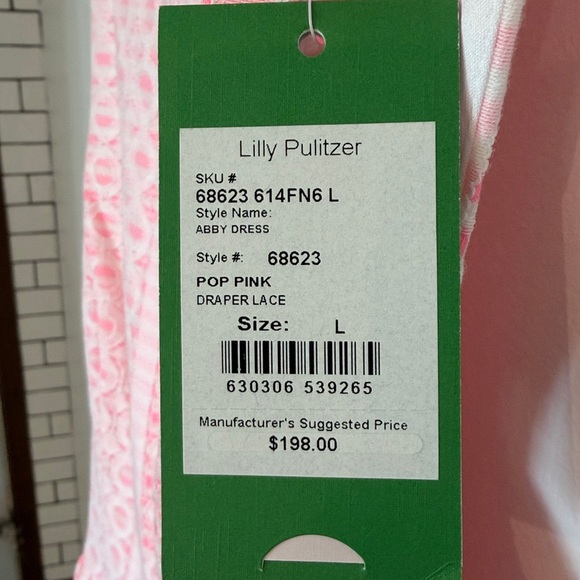 Lilly Pulitzer
SKU #
68623 614FN6 L
Style Name:
ABBY DRESS
Style #: 68623
POP PINK
DRAPER LACE
Size: L
630306 539265
Manufacturer's Suggested Price
$198.00